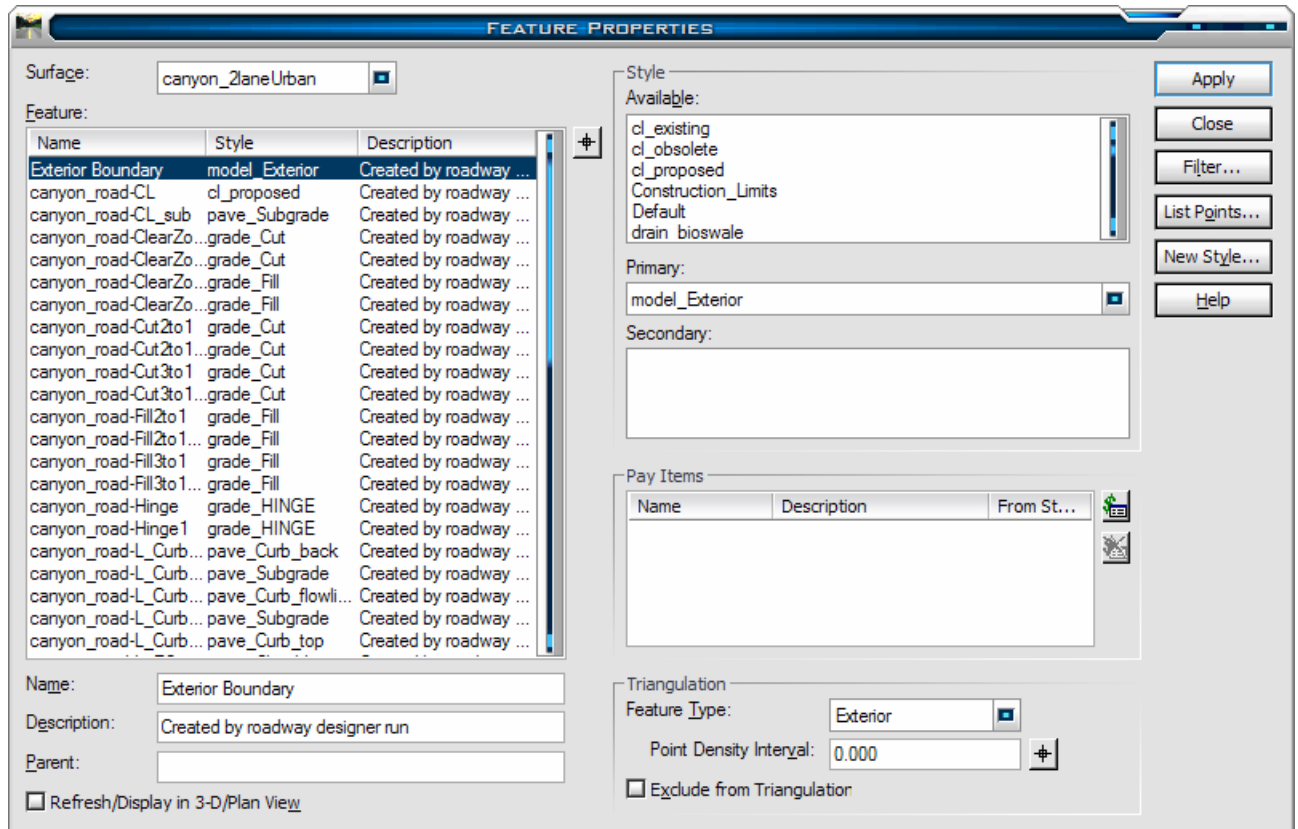 FEATURE PROPERTIES
Surface: canyon_2laneUrban
Feature:
Name Style Description
Exterior Boundary model_Exterior Created by roadway ...
canyon_road-CL cl_proposed Created by roadway ...
canyon_road-CL_sub pave_Subgrade Created by roadway ...
canyon_road-ClearZo...grade_Cut Created by roadway ...
canyon_road-ClearZo...grade_Cut Created by roadway ...
canyon_road-ClearZo...grade_Fill Created by roadway ...
canyon_road-ClearZo...grade_Fill Created by roadway ...
canyon_road-Cut2to1 grade_Cut Created by roadway ...
canyon_road-Cut2to1...grade_Cut Created by roadway ...
canyon_road-Cut3to1 grade_Cut Created by roadway ...
canyon_road-Cut3to1...grade_Cut Created by roadway ...
canyon_road-Fill2to1 grade_Fill Created by roadway ...
canyon_road-Fill2to1... grade_Fill Created by roadway ...
canyon_road-Fill3to1 grade_Fill Created by roadway ...
canyon_road-Fill3to1... grade_Fill Created by roadway ...
canyon_road-Hinge grade_HINGE Created by roadway ...
canyon_road-Hinge1 grade_HINGE Created by roadway ...
canyon_road-L_Curb... pave_Curb_back Created by roadway ...
canyon_road-L_Curb... pave_Subgrade Created by roadway ...
canyon_road-L_Curb... pave_Curb_flowli... Created by roadway ...
canyon_road-L_Curb... pave_Subgrade Created by roadway ...
canyon_road-L_Curb... pave_Curb_top Created by roadway ...
Name: Exterior Boundary
Description: Created by roadway designer run
Parent:
Refresh/Display in 3-D/Plan View
Style
Available:
cl_existing
cl_obsolete
cl_proposed
Construction_Limits
Default
drain_bioswale
Primary:
model_Exterior
Secondary:
Pay Items
Name Description From St...
Triangulation
Feature Type: Exterior
Point Density Interval: 0.000
Exclude from Triangulation
Apply
Close
Filter...
List Points...
New Style...
Help